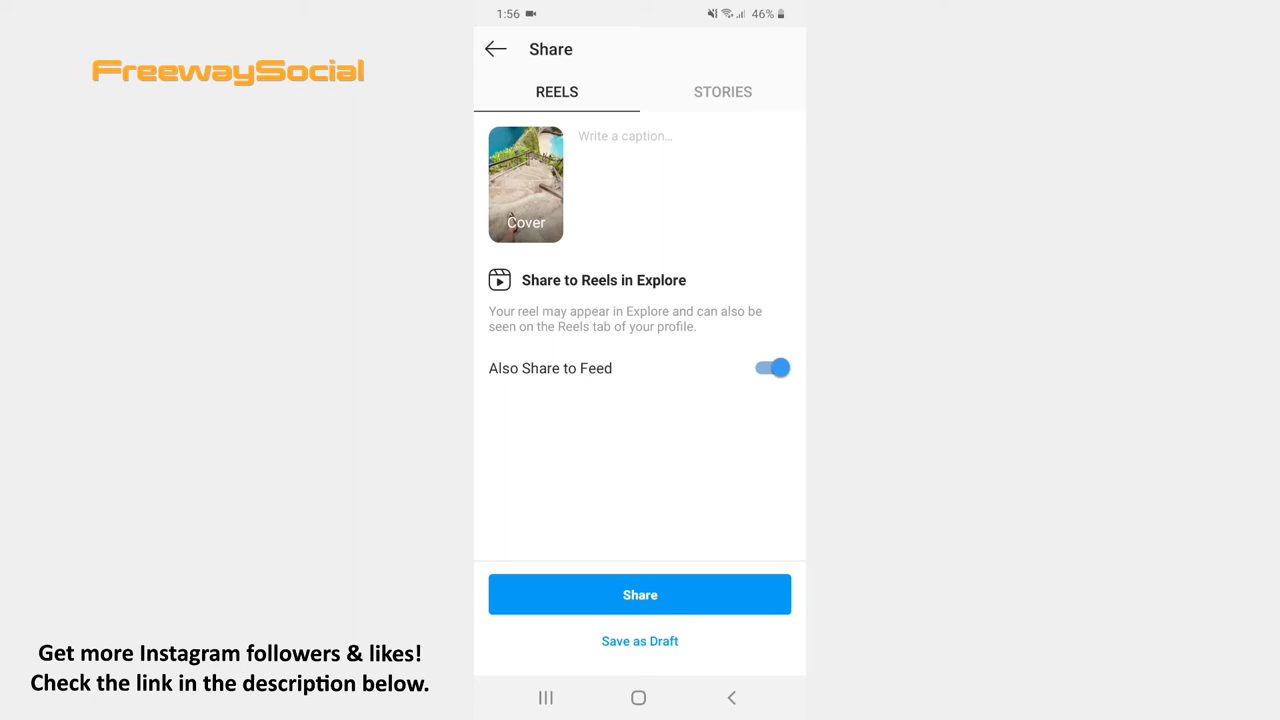 1:56
46%
FreewaySocial
Share
REELS
STORIES
Write a caption...
Cover
Share to Reels in Explore
Your reel may appear in Explore and can also be
seen on the Reels tab of your profile.
Also Share to Feed
Share
Save as Draft
Get more Instagram followers & likes!
Check the link in the description below.